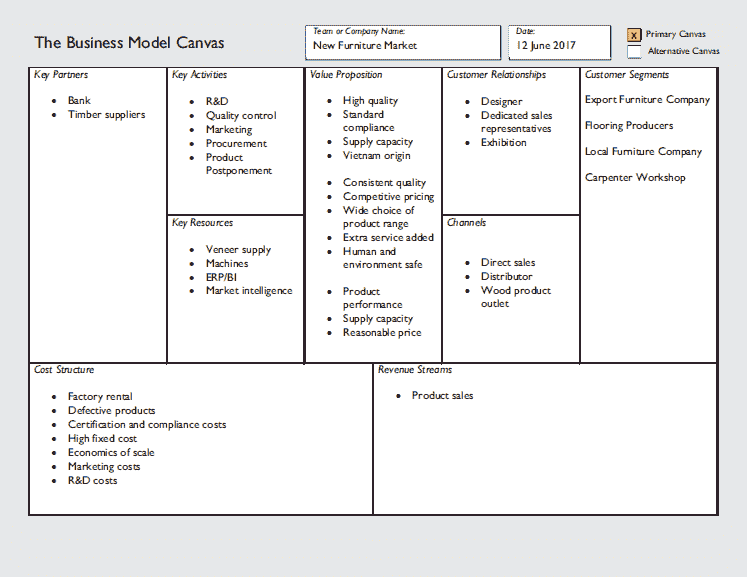 The Business Model Canvas
Team or Company Name:
New Furniture Market
Date:
12 June 2017
X Primary Canvas
Alternative Canvas
Key Partners
• Bank
• Timber suppliers
Key Activities
• R&D
• Quality control
• Marketing
• Procurement
• Product
Postponement
Key Resources
• Veneer supply
• Machines
• ERP/BI
• Market intelligence
Value Proposition
• High quality
• Standard
compliance
• Supply capacity
• Vietnam origin
• Consistent quality
• Competitive pricing
• Wide choice of
product range
• Extra service added
• Human and
environment safe
• Product
performance
• Supply capacity
• Reasonable price
Customer Relationships
• Designer
• Dedicated sales
representatives
• Exhibition
Channels
• Direct sales
• Distributor
• Wood product
outlet
Customer Segments
Export Furniture Company
Flooring Producers
Local Furniture Company
Carpenter Workshop
Cost Structure
• Factory rental
• Defective products
• Certification and compliance costs
• High fixed cost
• Economics of scale
• Marketing costs
• R&D costs
Revenue Streams
• Product sales